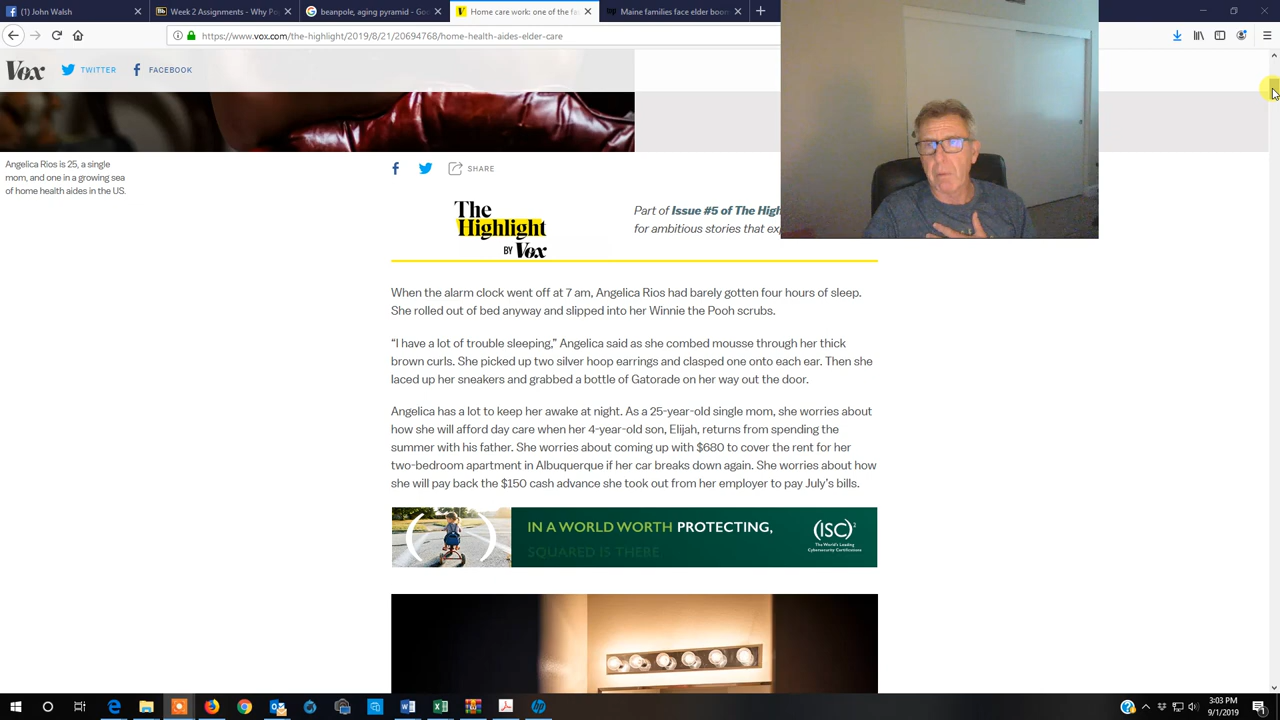 (1) John Walsh
Week 2 Assignments - Why Po
beanpole, aging pyramid - Goo
Home care work: one of the fa
Maine families face elder boom
https://www.vox.com/the-highlight/2019/8/21/20694768/home-health-aides-elder-care
Vox
TWITTER
FACEBOOK
Angelica Rios is 25, a single
mom, and one in a growing sea
of home health aides in the US.
SHARE
The
Highlight
BY Vox
Part of Issue #5 of The High
for ambitious stories that exp
When the alarm clock went off at 7 am, Angelica Rios had barely gotten four hours of sleep.
She rolled out of bed anyway and slipped into her Winnie the Pooh scrubs.
“I have a lot of trouble sleeping,” Angelica said as she combed mousse through her thick
brown curls. She picked up two silver hoop earrings and clasped one onto each ear. Then she
laced up her sneakers and grabbed a bottle of Gatorade on her way out the door.
Angelica has a lot to keep her awake at night. As a 25-year-old single mom, she worries about
how she will afford day care when her 4-year-old son, Elijah, returns from spending the
summer with his father. She worries about coming up with $680 to cover the rent for her
two-bedroom apartment in Albuquerque if her car breaks down again. She worries about how
she will pay back the $150 cash advance she took out from her employer to pay July’s bills.
IN A WORLD WORTH PROTECTING,
SQUARED IS THERE
(ISC)²
The World's Leading
Cybersecurity Certifications
3:03 PM
9/1/2019